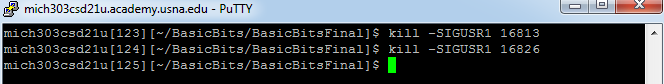 mich303csd21u.academy.usna.edu - PuTTY
mich303csd21u[123][~/BasicBits/BasicBitsFinal]$ kill -SIGUSR1 16813
mich303csd21u[124][~/BasicBits/BasicBitsFinal]$ kill -SIGUSR1 16826
mich303csd21u[125][~/BasicBits/BasicBitsFinal]$